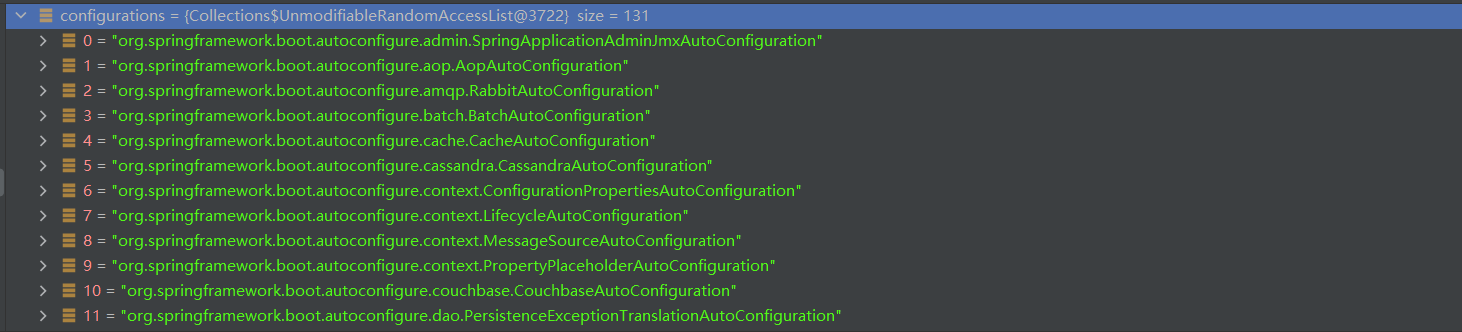 configurations = {Collections$UnmodifiableRandomAccessList@3722} size = 131
0 = "org.springframework.boot.autoconfigure.admin.SpringApplicationAdminJmxAutoConfiguration"
1 = "org.springframework.boot.autoconfigure.aop.AopAutoConfiguration"
2 = "org.springframework.boot.autoconfigure.amqp.RabbitAutoConfiguration"
3 = "org.springframework.boot.autoconfigure.batch.BatchAutoConfiguration"
4 = "org.springframework.boot.autoconfigure.cache.CacheAutoConfiguration"
5 = "org.springframework.boot.autoconfigure.cassandra.CassandraAutoConfiguration"
6 = "org.springframework.boot.autoconfigure.context.ConfigurationPropertiesAutoConfiguration"
7 = "org.springframework.boot.autoconfigure.context.LifecycleAutoConfiguration"
8 = "org.springframework.boot.autoconfigure.context.MessageSourceAutoConfiguration"
9 = "org.springframework.boot.autoconfigure.context.PropertyPlaceholderAutoConfiguration"
10 = "org.springframework.boot.autoconfigure.couchbase.CouchbaseAutoConfiguration"
11 = "org.springframework.boot.autoconfigure.dao.PersistenceExceptionTranslationAutoConfiguration"